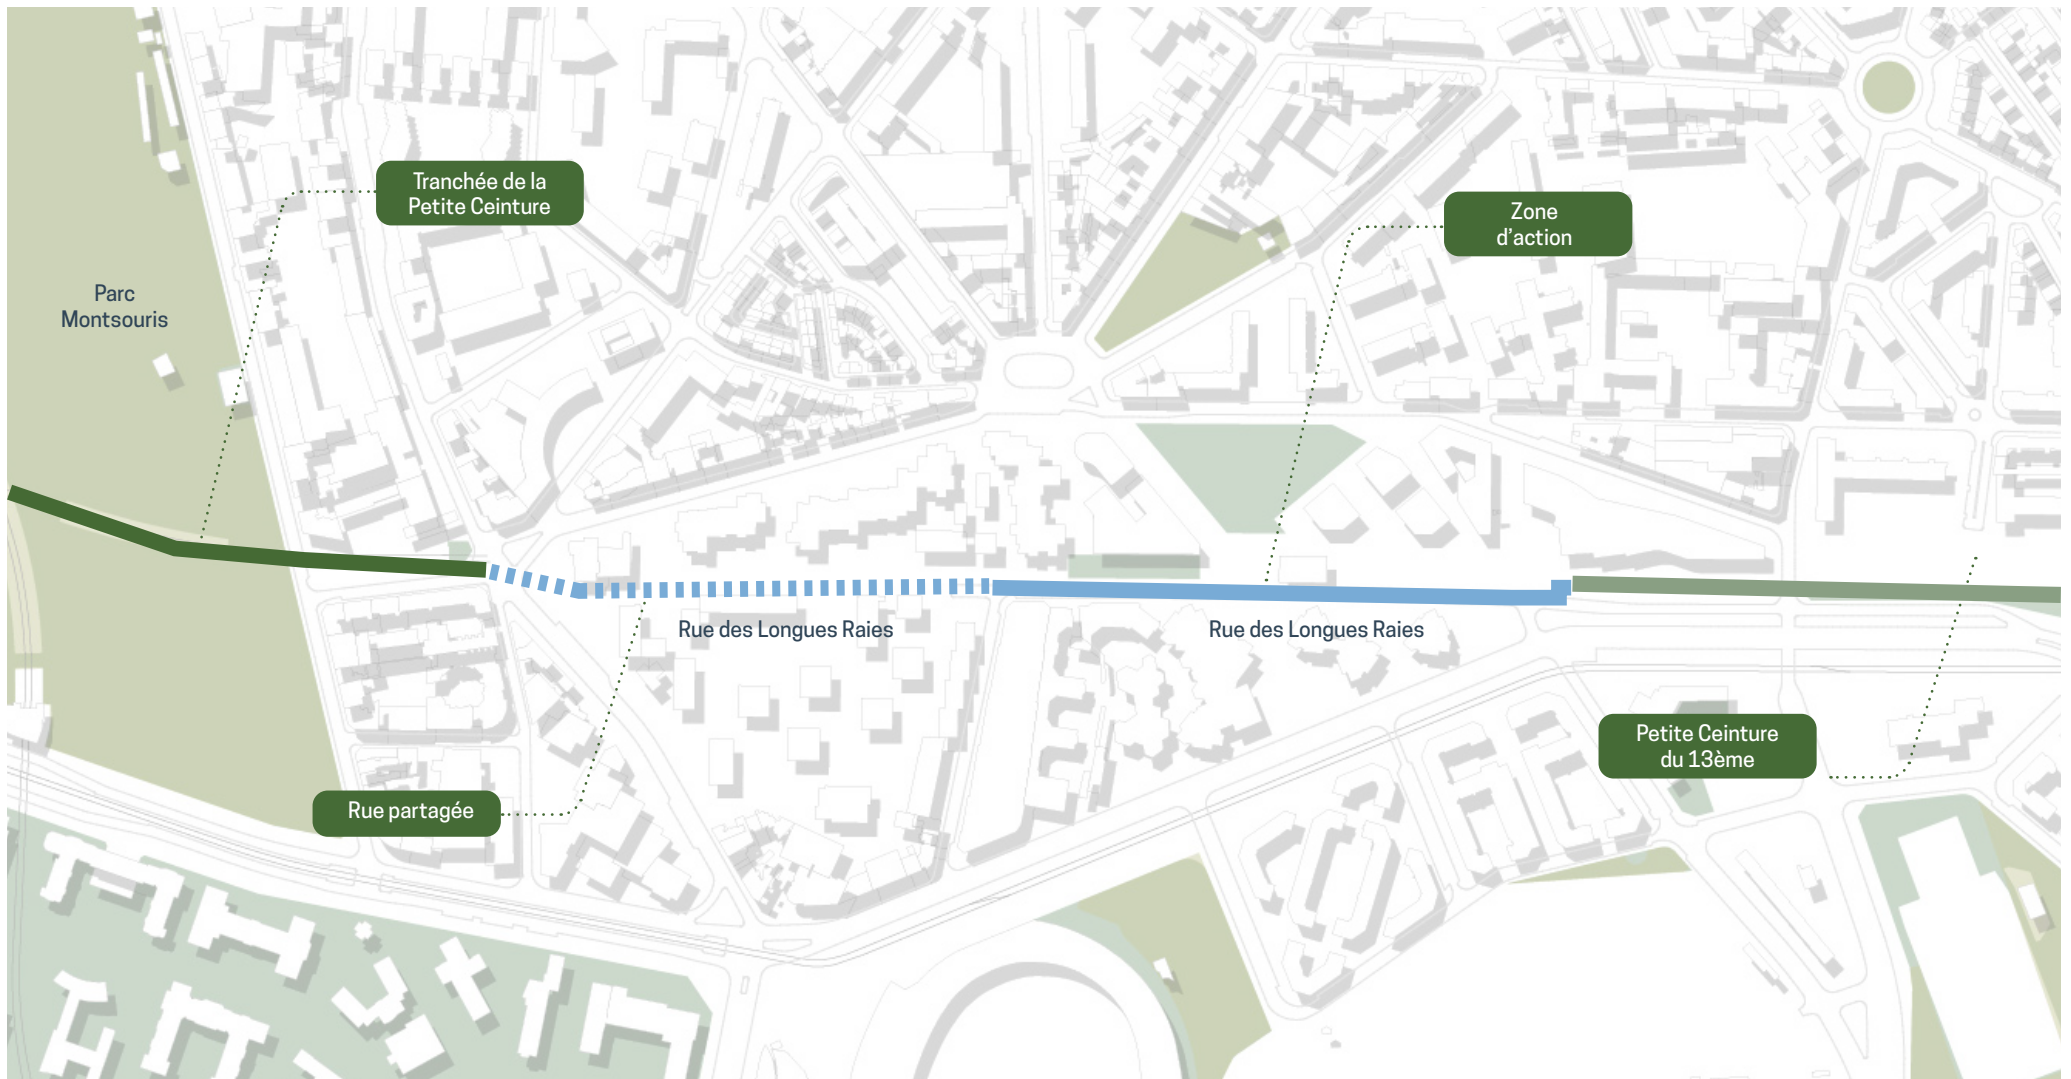 Tranchée de la
Petite Ceinture
Zone
d’action
Parc
Montsouris
Rue des Longues Raies
Rue des Longues Raies
Petite Ceinture
du 13ème
Rue partagée